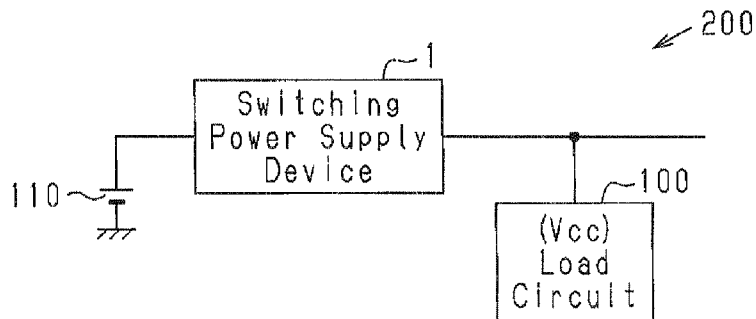 200
1
Switching
Power Supply
Device
110
100
(Vcc)
Load
Circuit